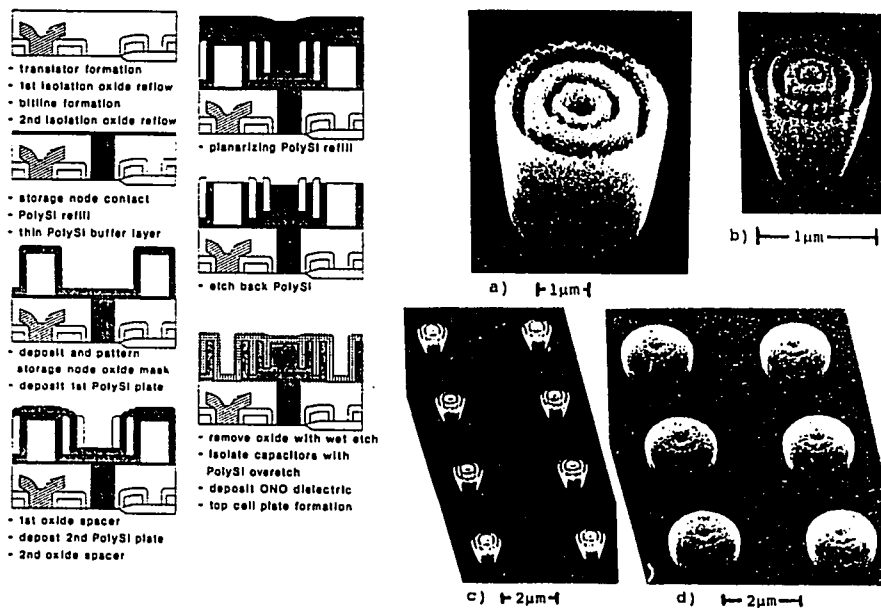 - translator formation
- 1st isolation oxide reflow
- bitline formation
- 2nd isolation oxide reflow
- storage node contact
- PolySi refill
- thin PolySi buffer layer
- deposit and pattern
storage node oxide mask
- deposit 1st PolySi plate
- 1st oxide spacer
- depost 2nd PolySi plate
- 2nd oxide spacer
- planarizing PolySi refill
- etch back PolySi
- remove oxide with wet etch
- isolate capacitors with
PolySi overetch
- deposit ONO dielectric
- top cell plate formation
a) 1μm
b) 1μm
c) 2μm
d) 2μm